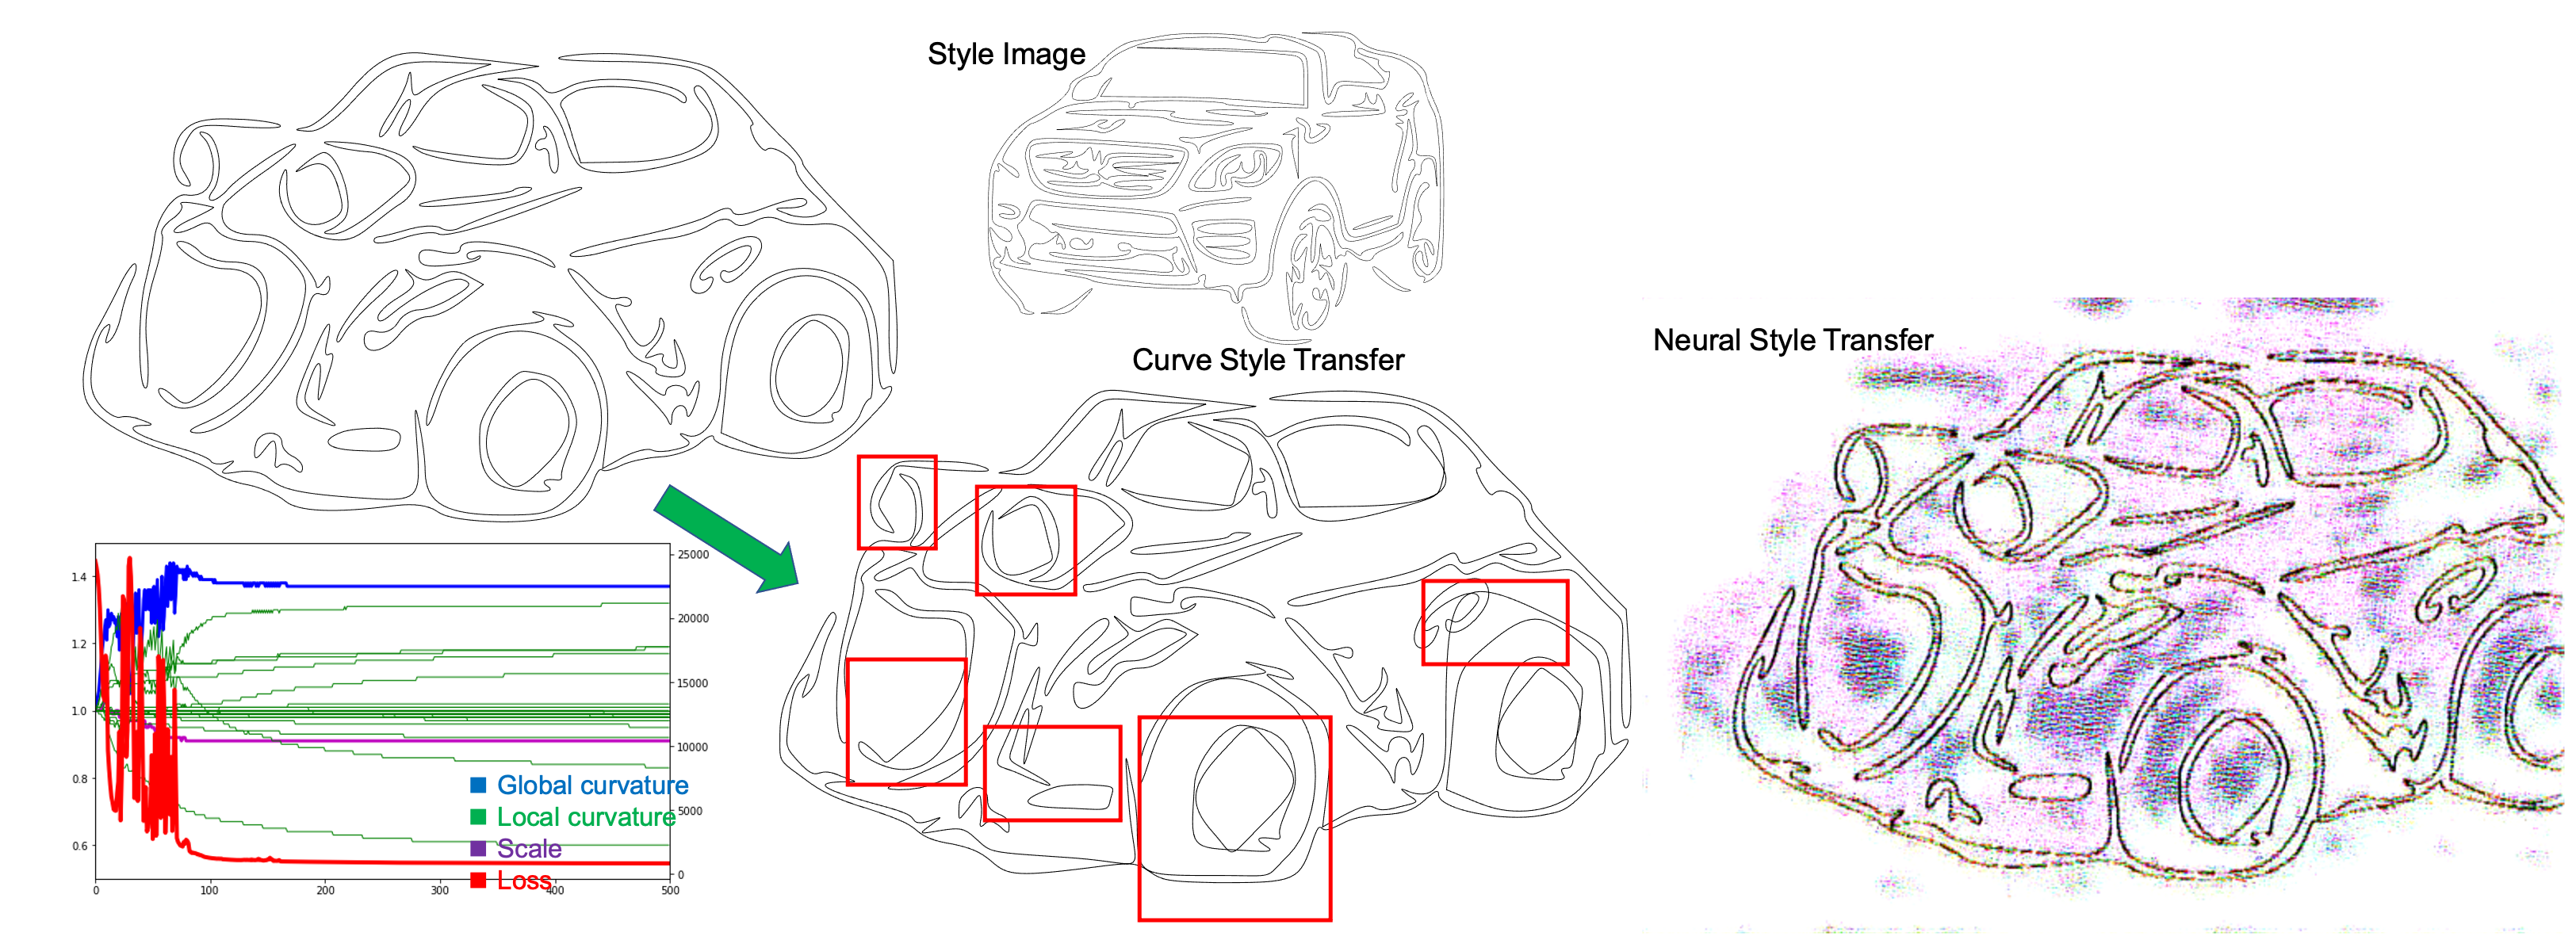 Style Image
Curve Style Transfer
Neural Style Transfer
1.4
1.2
1.0
0.8
0.6
25000
20000
15000
10000
5000
0
Global curvature
Local curvature
Scale
Loss
0
100
200
300
400
500